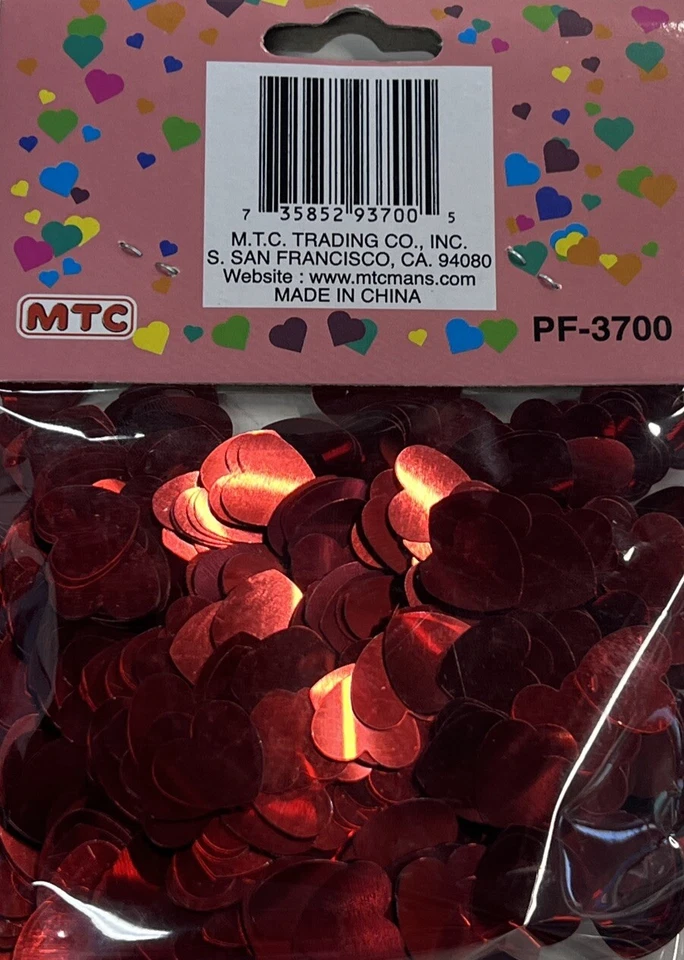 7 35852 93700 5
M.T.C. TRADING CO., INC.
S. SAN FRANCISCO, CA. 94080
Website : www.mtcmans.com
MADE IN CHINA
MTC
PF-3700